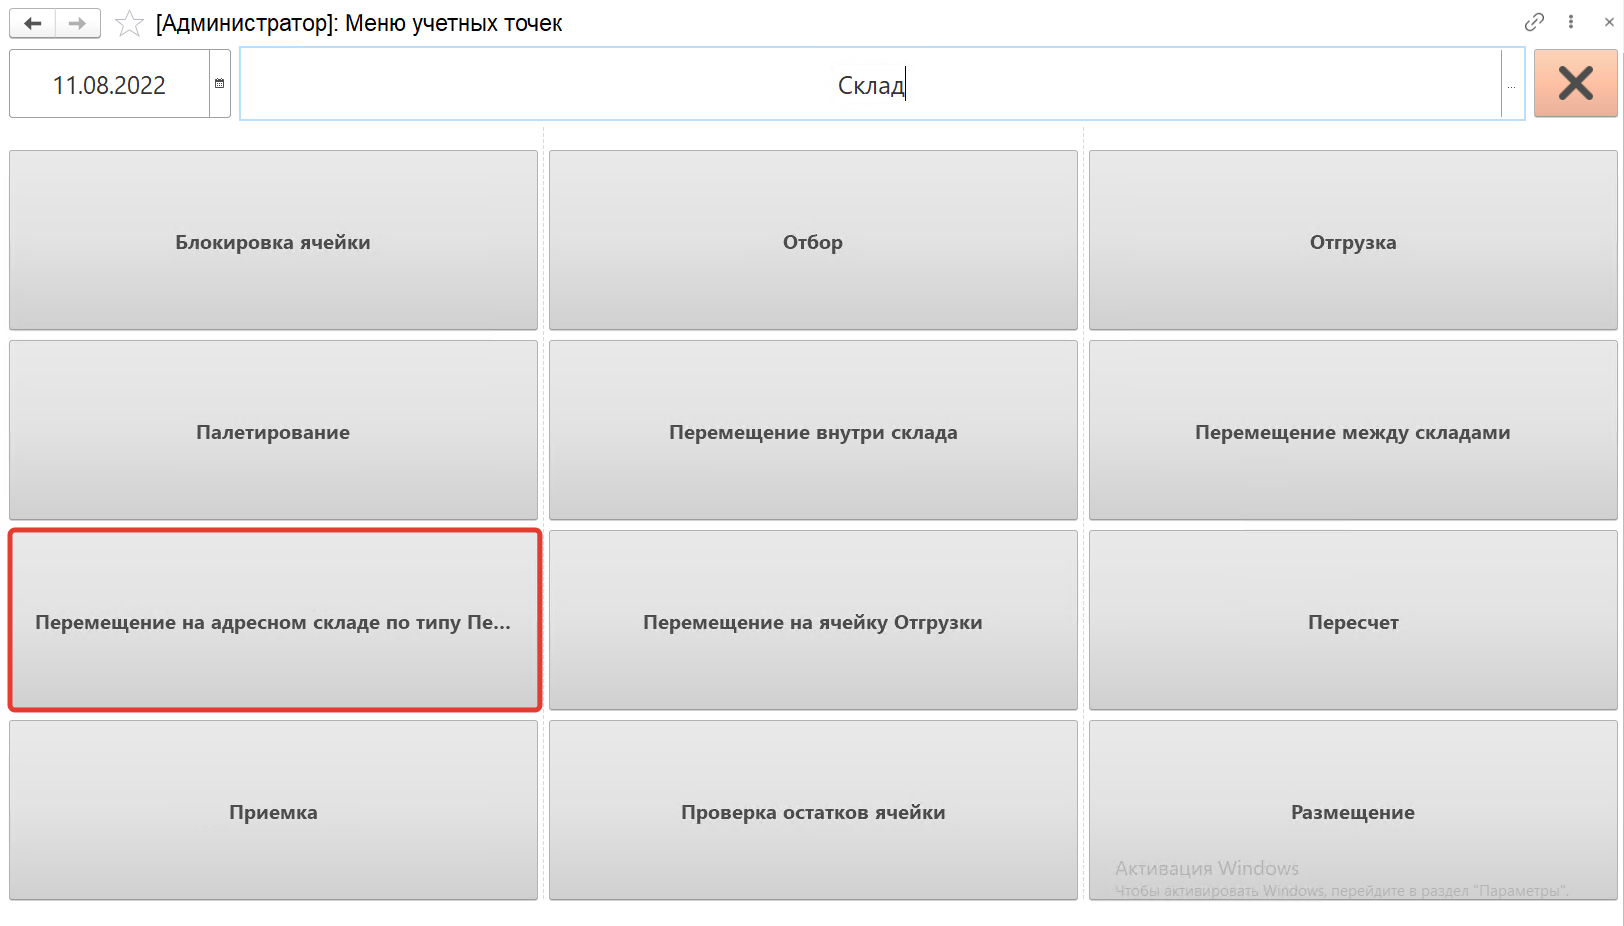 [Администратор]: Меню учетных точек
11.08.2022
Склад
...
Блокировка ячейки
Отбор
Отгрузка
Палетирование
Перемещение внутри склада
Перемещение между складами
Перемещение на адресном складе по типу Пе...
Перемещение на ячейку Отгрузки
Пересчет
Приемка
Проверка остатков ячейки
Размещение
Активация Windows
Чтобы активировать Windows, перейдите в раздел "Параметры".